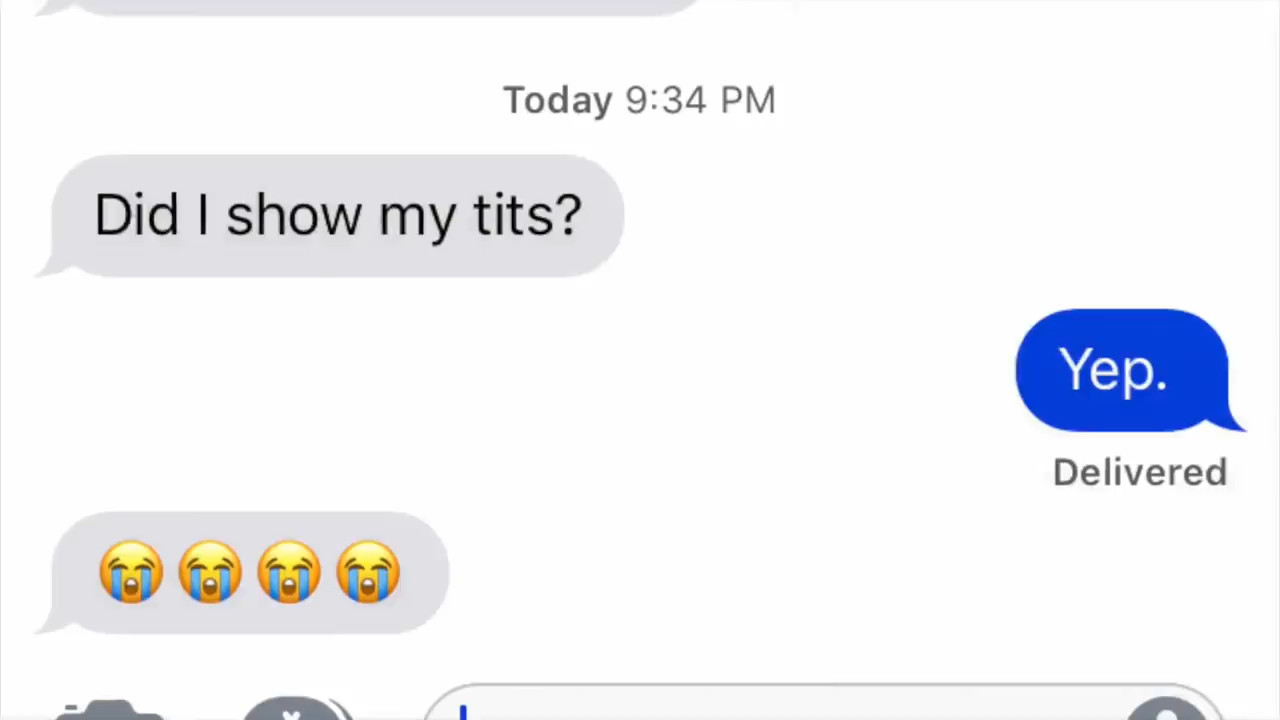 Today 9:34 PM
Did I show my tits?
Yep.
Delivered
😭😭😭😭